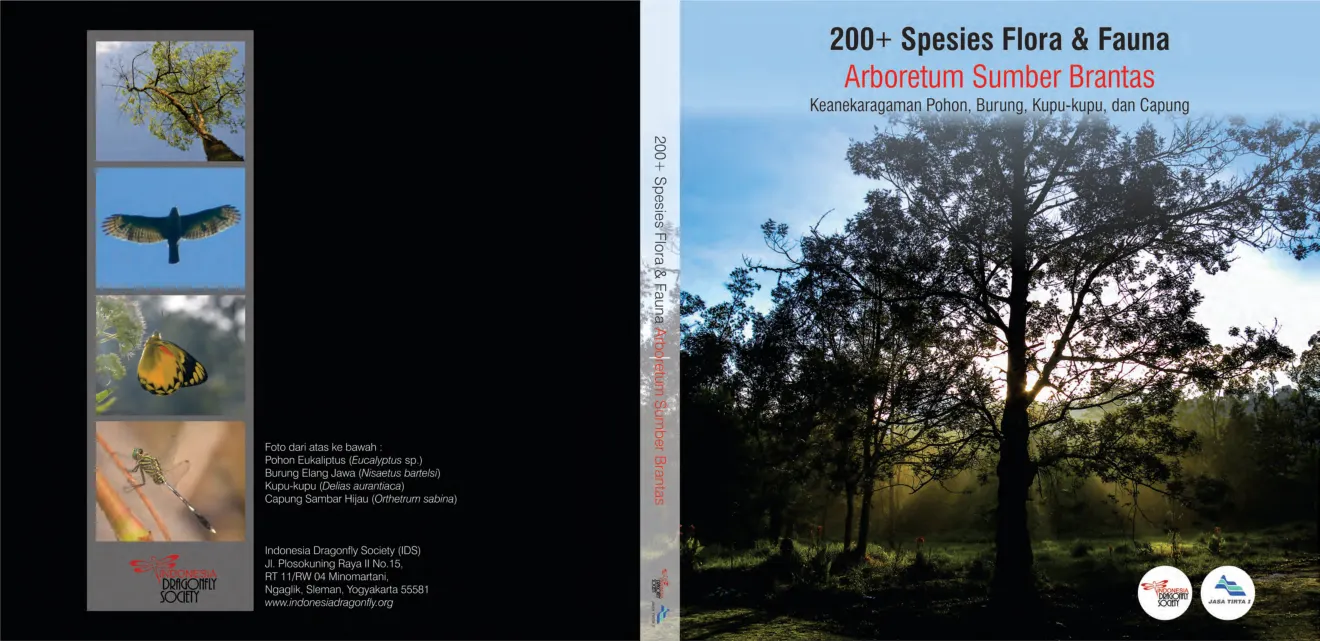 Foto dari atas ke bawah :
Pohon Eukaliptus (Eucalyptus sp.)
Burung Elang Jawa (Nisaetus bartelsi)
Kupu-kupu (Delias aurantiaca)
Capung Sambar Hijau (Orthetrum sabina)
INDONESIA
DRAGONFLY
SOCIETY
Indonesia Dragonfly Society (IDS)
Jl. Plosokuning Raya II No.15,
RT 11/RW 04 Minomartani,
Ngaglik, Sleman, Yogyakarta 55581
www.indonesiadragonfly.org
200+ Spesies Flora & Fauna Arboretum Sumber Brantas
INDONESIA
DRAGONFLY
SOCIETY
200+ Spesies Flora & Fauna
Arboretum Sumber Brantas
Keanekaragaman Pohon, Burung, Kupu-kupu, dan Capung
INDONESIA
DRAGONFLY
SOCIETY
JASA TIRTA I